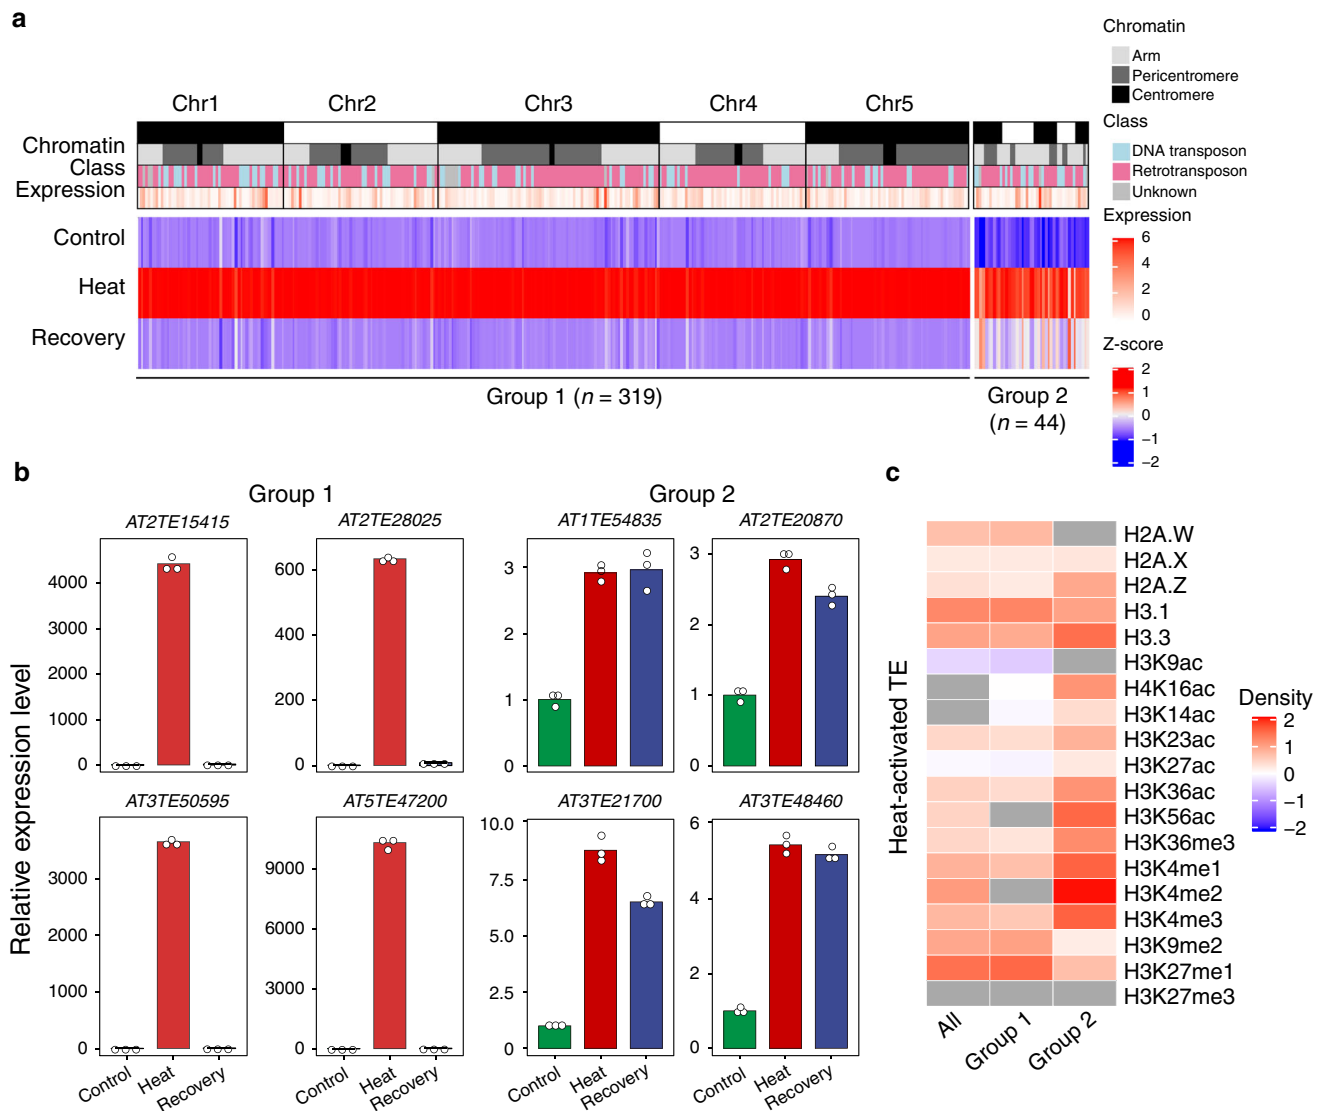 a
Chr1 Chr2 Chr3 Chr4 Chr5
Chromatin
Class
Expression
Control
Heat
Recovery
Group 1 (n = 319)
Group 2
(n = 44)
Chromatin
Arm
Pericentromere
Centromere
Class
DNA transposon
Retrotransposon
Unknown
Expression
6
4
2
0
Z-score
2
1
0
−1
−2
b
Group 1 Group 2
Relative expression level
AT2TE15415
4000
3000
2000
1000
0
AT2TE28025
600
400
200
0
AT1TE54835
3
2
1
0
AT2TE20870
3
2
1
0
AT3TE50595
3000
2000
1000
0
Control Heat Recovery
AT5TE47200
9000
6000
3000
0
Control Heat Recovery
AT3TE21700
10.0
7.5
5.0
2.5
0
Control Heat Recovery
AT3TE48460
6
4
2
0
Control Heat Recovery
c
Heat-activated TE
H2A.W
H2A.X
H2A.Z
H3.1
H3.3
H3K9ac
H4K16ac
H3K14ac
H3K23ac
H3K27ac
H3K36ac
H3K56ac
H3K36me3
H3K4me1
H3K4me2
H3K4me3
H3K9me2
H3K27me1
H3K27me3
All Group 1 Group 2
Density
2
1
0
−1
−2